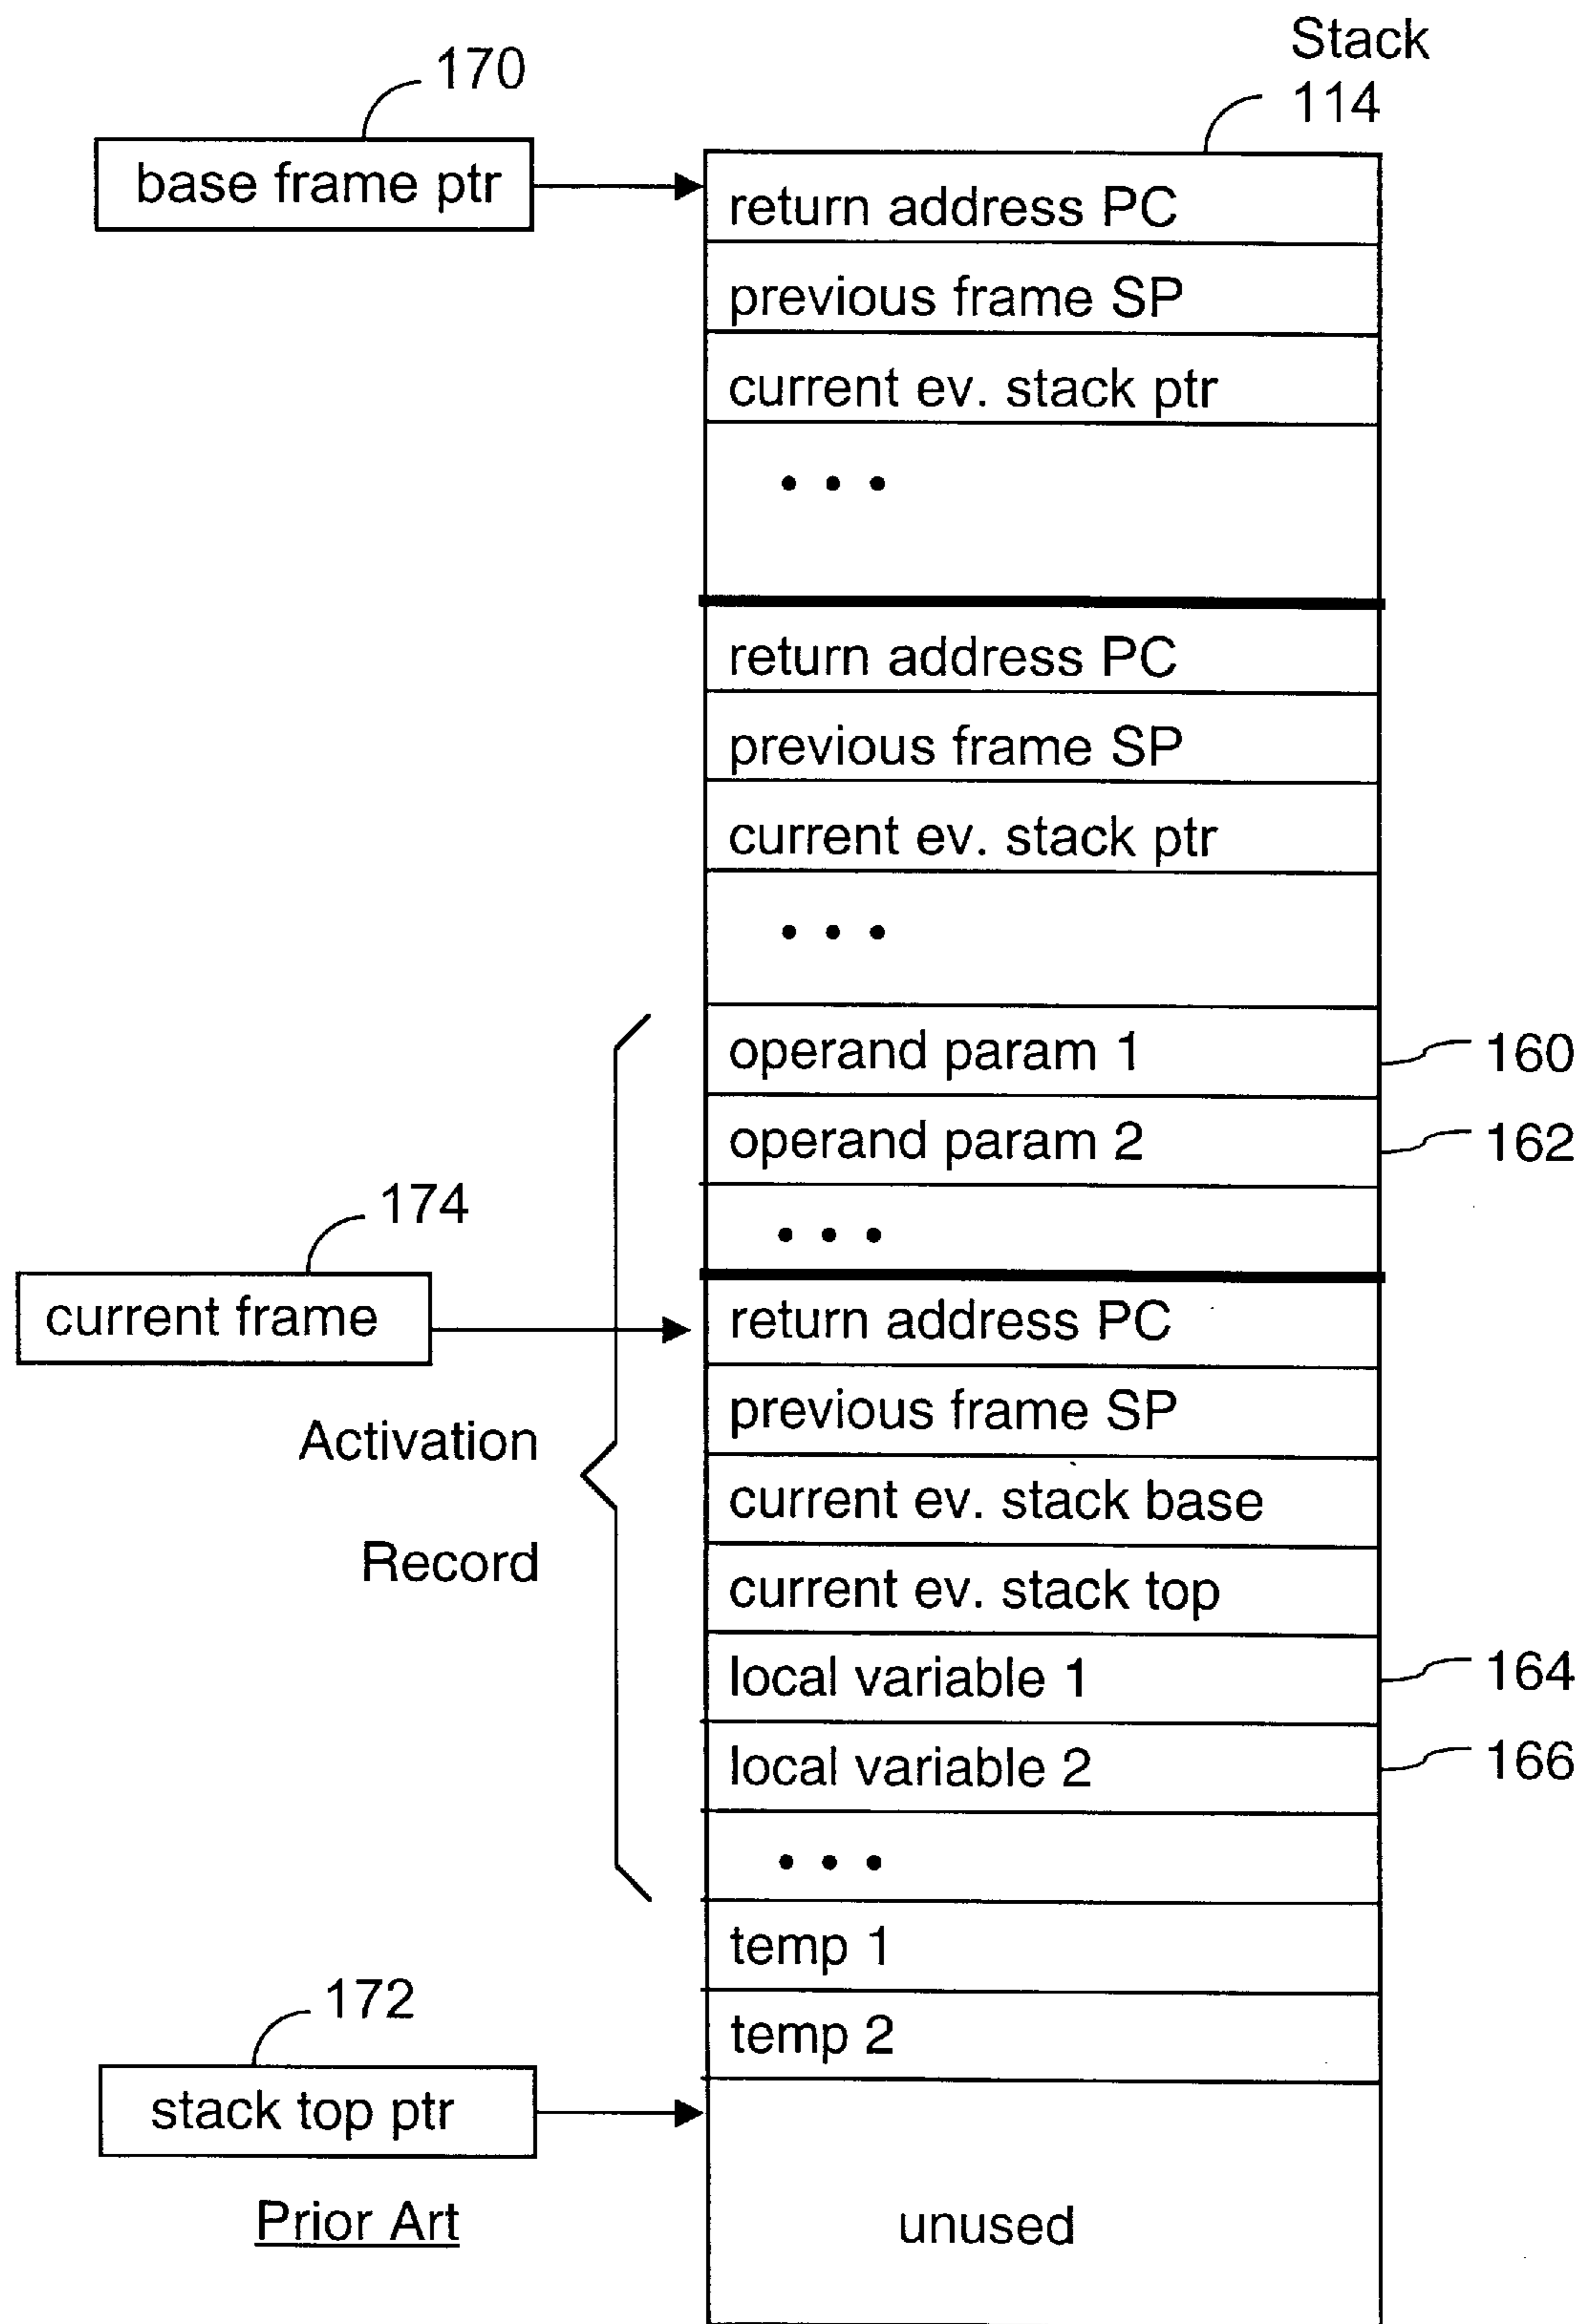 Stack
114
170
base frame ptr
return address PC
previous frame SP
current ev. stack ptr
• • •
return address PC
previous frame SP
current ev. stack ptr
• • •
operand param 1
160
operand param 2
162
• • •
174
current frame
return address PC
previous frame SP
Activation
Record
current ev. stack base
current ev. stack top
local variable 1
164
local variable 2
166
• • •
temp 1
temp 2
172
stack top ptr
Prior Art
unused